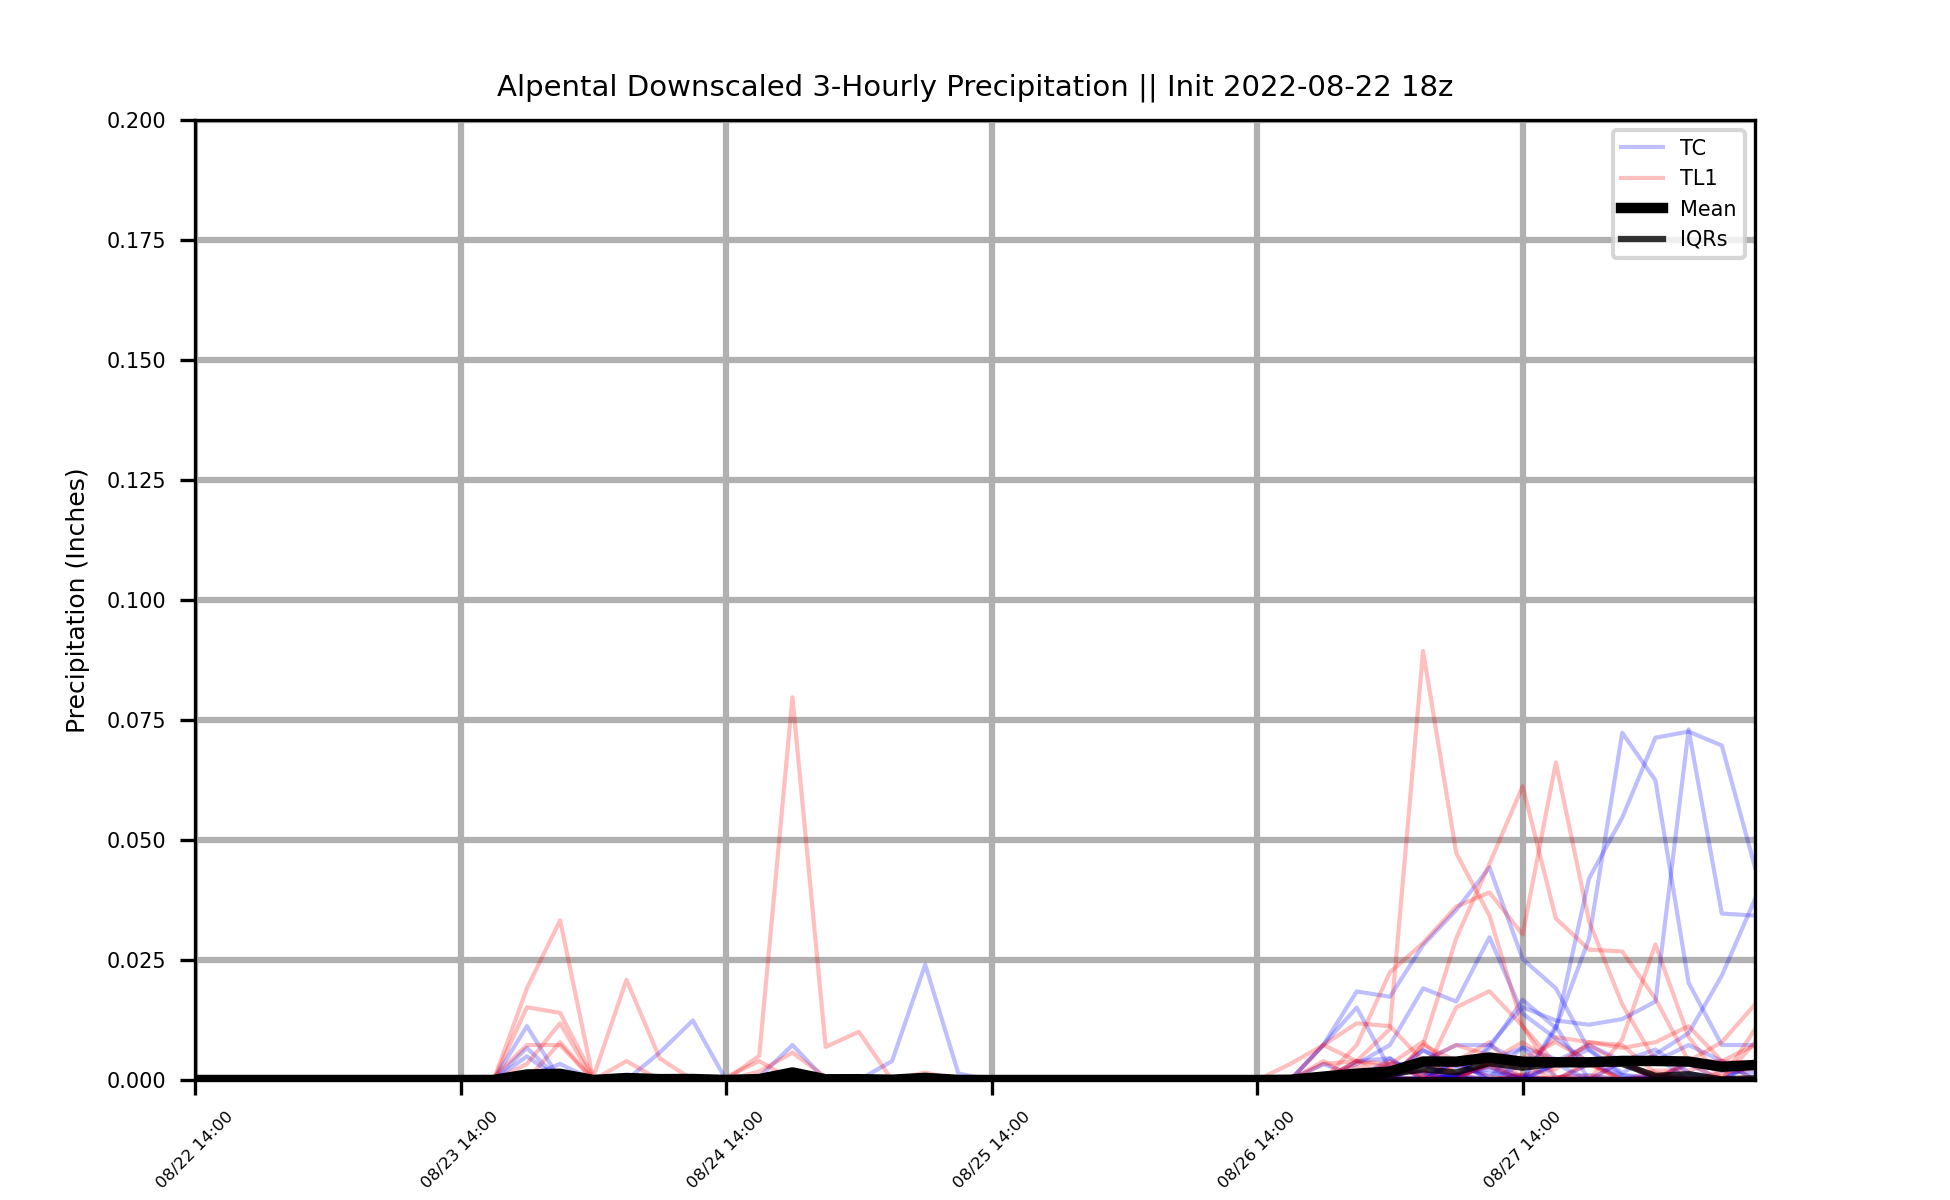 Alpental Downscaled 3-Hourly Precipitation || Init 2022-08-22 18z
Precipitation (Inches)
0.200
0.175
0.150
0.125
0.100
0.075
0.050
0.025
0.000
TC
TL1
Mean
IQRs
08/22 14:00
08/23 14:00
08/24 14:00
08/25 14:00
08/26 14:00
08/27 14:00